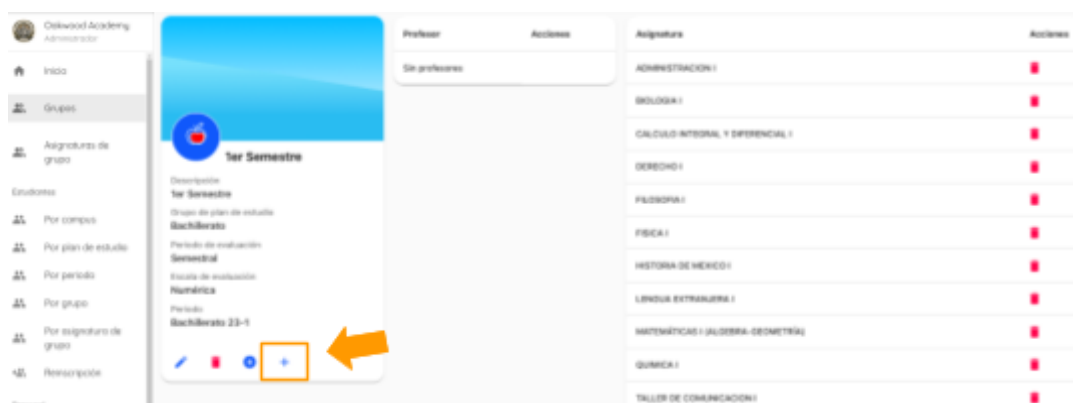 Oakwood Academy
Administrador
Inicio
Grupos
Asignaturas de
grupo
Estudiantes
Por campus
Por plan de estudio
Por periodo
Por grupo
Por asignatura de
grupo
Reinscripción
1er Semestre
Descripción
1er Semestre
Grupo de plan de estudio
Bachillerato
Periodo de evaluación
Semestral
Escala de evaluación
Numérica
Periodo
Bachillerato 23-1
Profesor Acciones
Sin profesores
Asignatura Acciones
ADMINISTRACION I
BIOLOGIA I
CALCULO INTEGRAL Y DIFERENCIAL I
DERECHO I
FILOSOFIA I
FISICA I
HISTORIA DE MEXICO I
LENGUA EXTRANJERA I
MATEMÁTICAS I (ALGEBRA-GEOMETRÍA)
QUIMICA I
TALLER DE COMUNICACION I